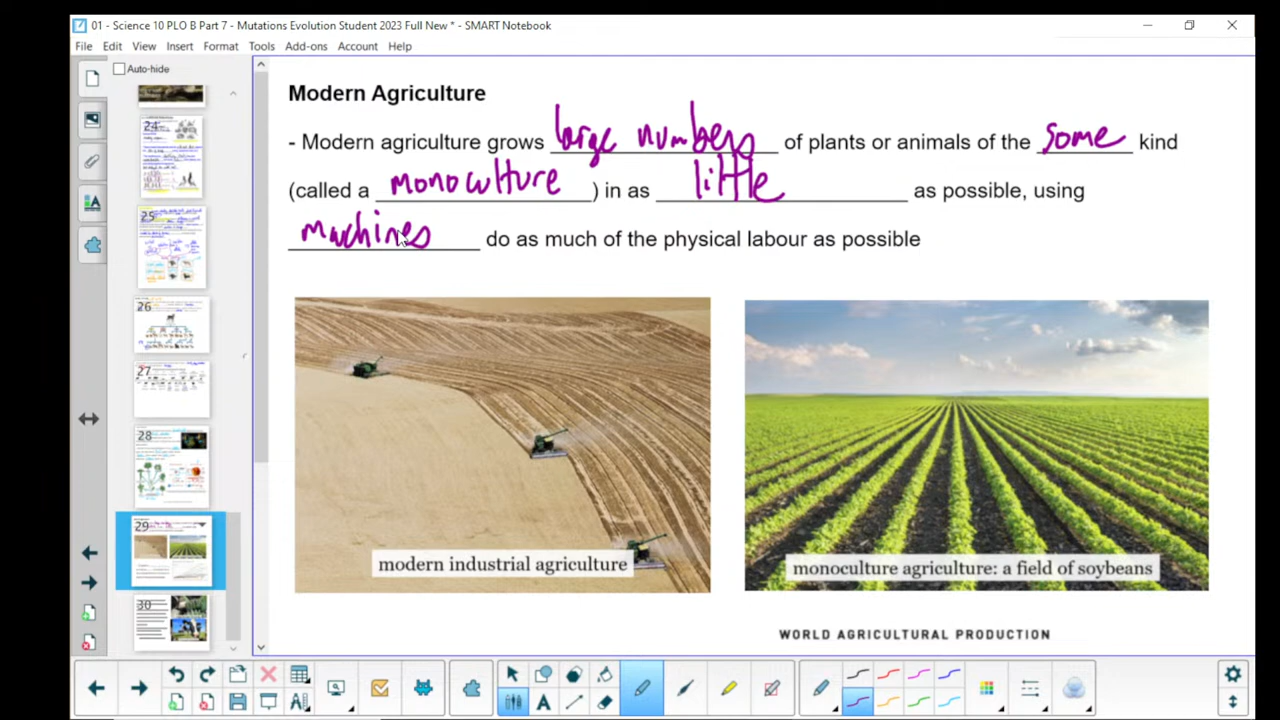 01 - Science 10 PLO B Part 7 - Mutations Evolution Student 2023 Full New * - SMART Notebook
File Edit View Insert Format Tools Add-ons Account Help
Auto-hide
24
25
26
27
28
29
30
Modern Agriculture
- Modern agriculture grows large numbers of plants or animals of the same kind
(called a monoculture ) in as little as possible, using
machines do as much of the physical labour as possible
modern industrial agriculture
monoculture agriculture: a field of soybeans
WORLD AGRICULTURAL PRODUCTION
A